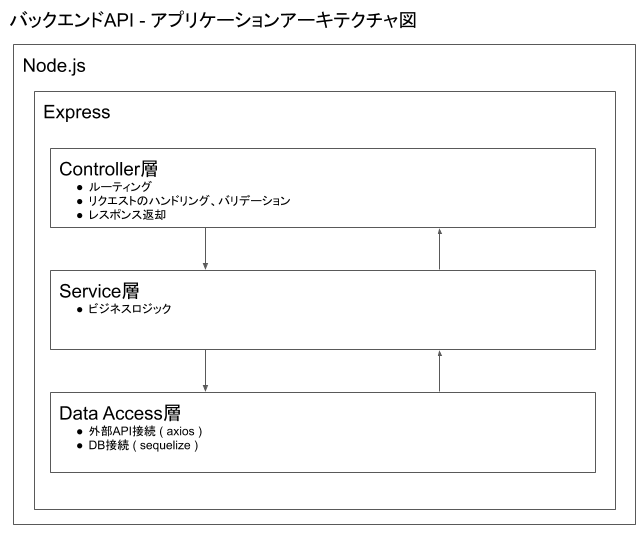 バックエンドAPI - アプリケーションアーキテクチャ図
Node.js
Express
Controller層
● ルーティング
● リクエストのハンドリング、バリデーション
● レスポンス返却
Service層
● ビジネスロジック
Data Access層
● 外部API接続 ( axios )
● DB接続 ( sequelize )